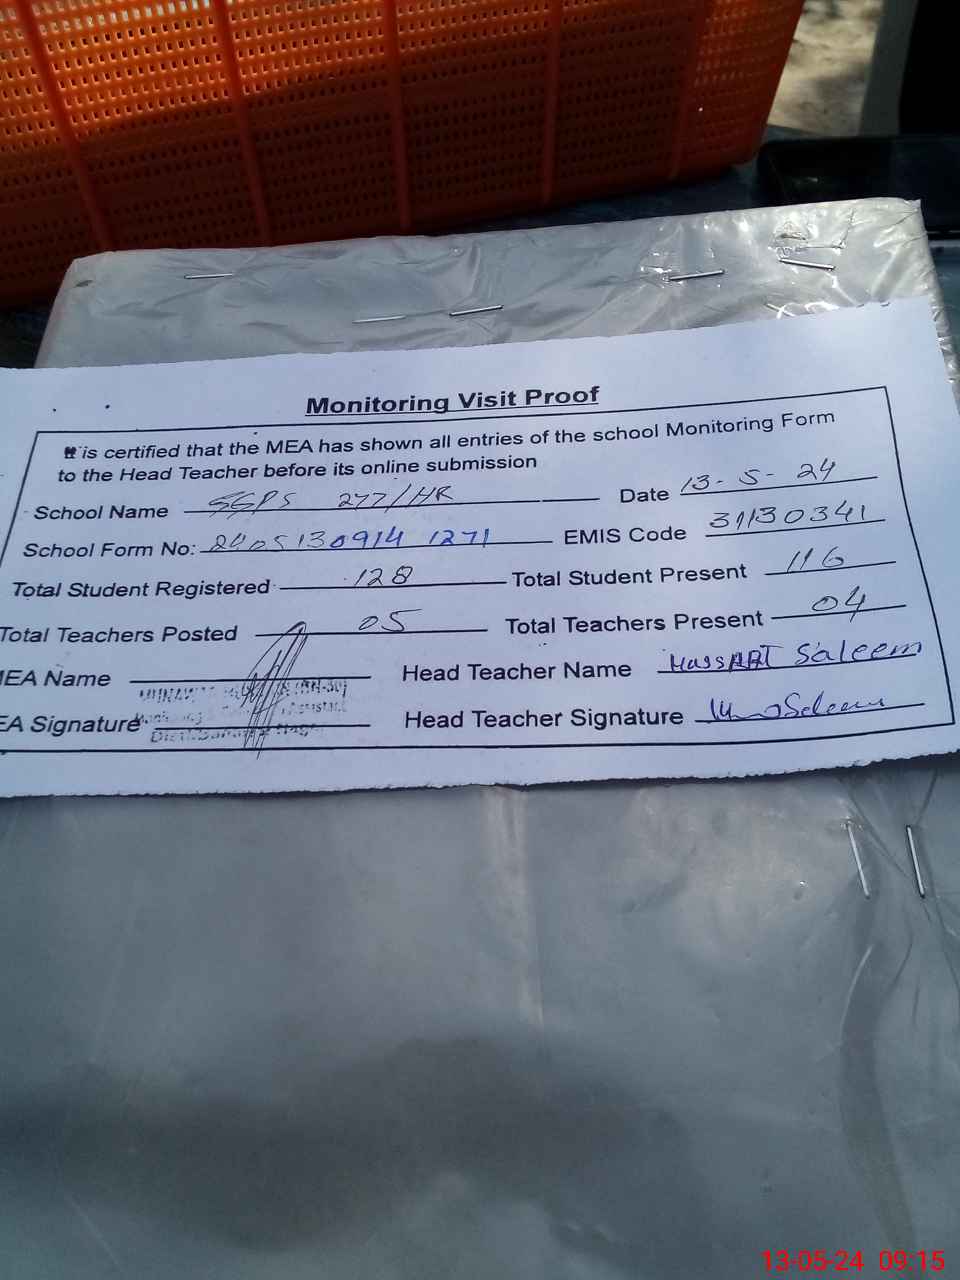 Monitoring Visit Proof
It is certified that the MEA has shown all entries of the school Monitoring Form
to the Head Teacher before its online submission
School Name SGPS 277/HR Date 13-5-24
School Form No: 2405130914 1271 EMIS Code 31130341
Total Student Registered 128 Total Student Present 116
Total Teachers Posted 05 Total Teachers Present 04
MEA Name Head Teacher Name Saleem
EA Signature Head Teacher Signature Saleem
13-05-24 09:15